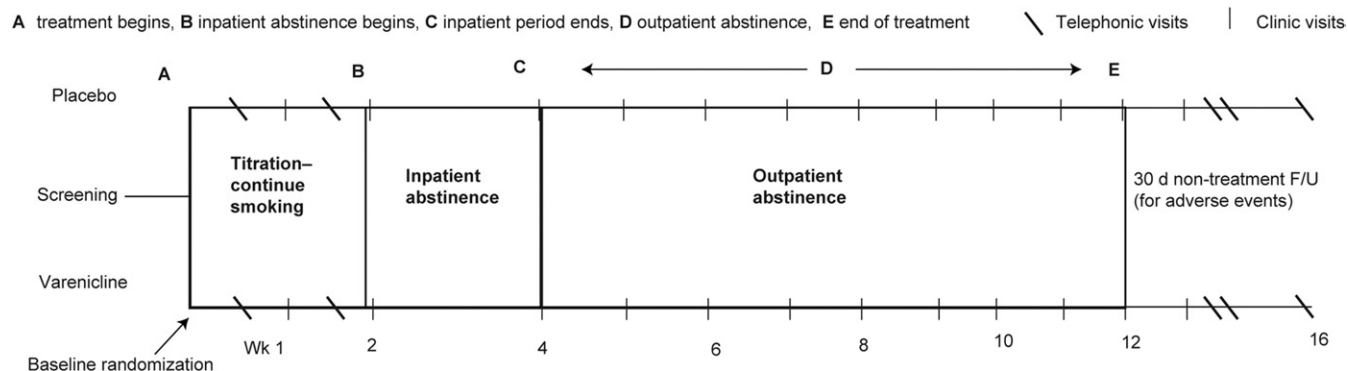 A treatment begins, B inpatient abstinence begins, C inpatient period ends, D outpatient abstinence, E end of treatment
Telephonic visits
Clinic visits
A
B
C
D
E
Placebo
Screening
Varenicline
Titration–
continue
smoking
Inpatient
abstinence
Outpatient
abstinence
30 d non-treatment F/U
(for adverse events)
Wk 1
2
4
6
8
10
12
16
Baseline randomization